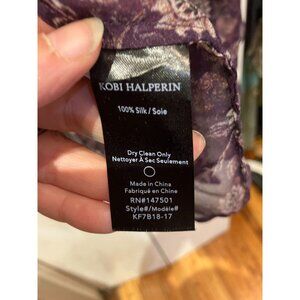 KOBI HALPERIN
100% Silk / Soie
Dry Clean Only
Nettoyer À Sec Seulement
Made in China
Fabriqué en Chine
RN#147501
Style#/Modèle#
KF7B18-17